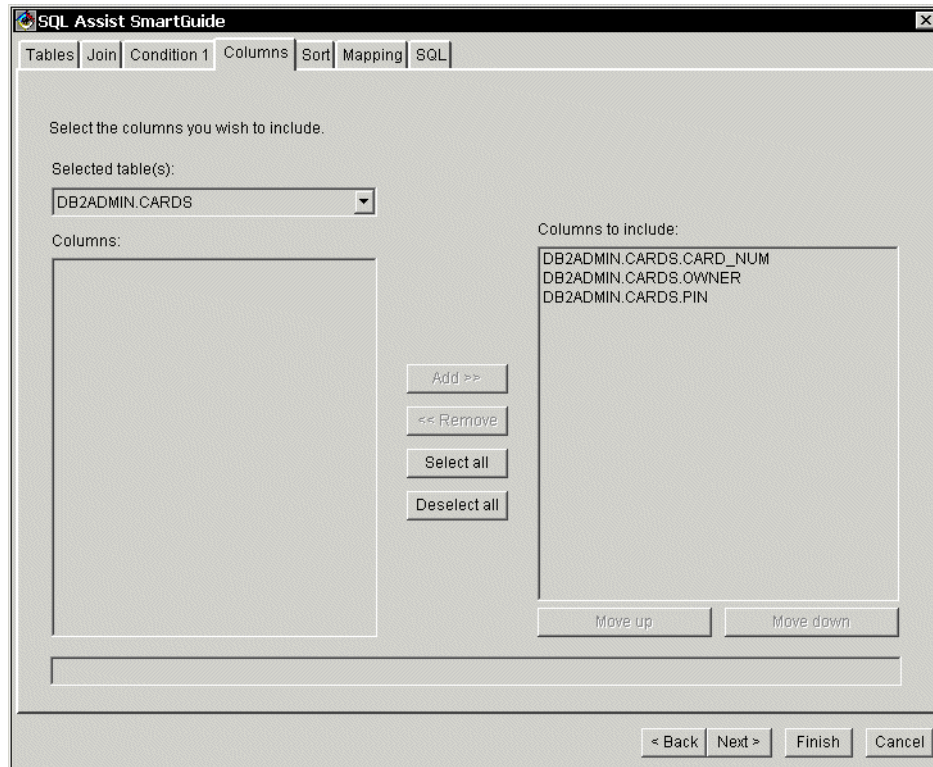 SQL Assist SmartGuide
Tables Join Condition 1 Columns Sort Mapping SQL
Select the columns you wish to include.
Selected table(s):
DB2ADMIN.CARDS
Columns:
Columns to include:
DB2ADMIN.CARDS.CARD_NUM
DB2ADMIN.CARDS.OWNER
DB2ADMIN.CARDS.PIN
Add >>
<< Remove
Select all
Deselect all
Move up Move down
< Back Next > Finish Cancel